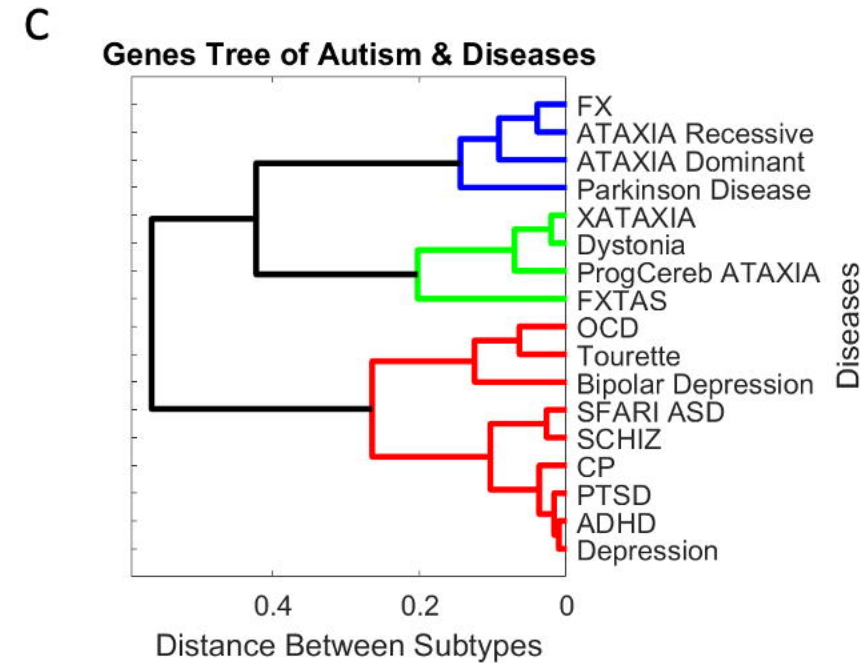 C
Genes Tree of Autism & Diseases
FX
ATAXIA Recessive
ATAXIA Dominant
Parkinson Disease
XATAXIA
Dystonia
ProgCereb ATAXIA
FXTAS
OCD
Tourette
Bipolar Depression
SFARI ASD
SCHIZ
CP
PTSD
ADHD
Depression
Diseases
0.4 0.2 0
Distance Between Subtypes